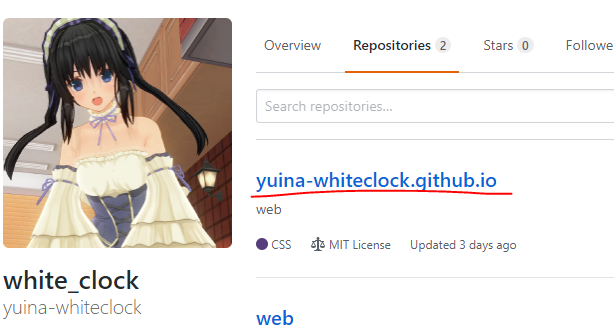 Overview Repositories 2 Stars 0 Followe
Search repositories...
yuina-whiteclock.github.io
web
CSS MIT License Updated 3 days ago
white_clock
yuina-whiteclock
web